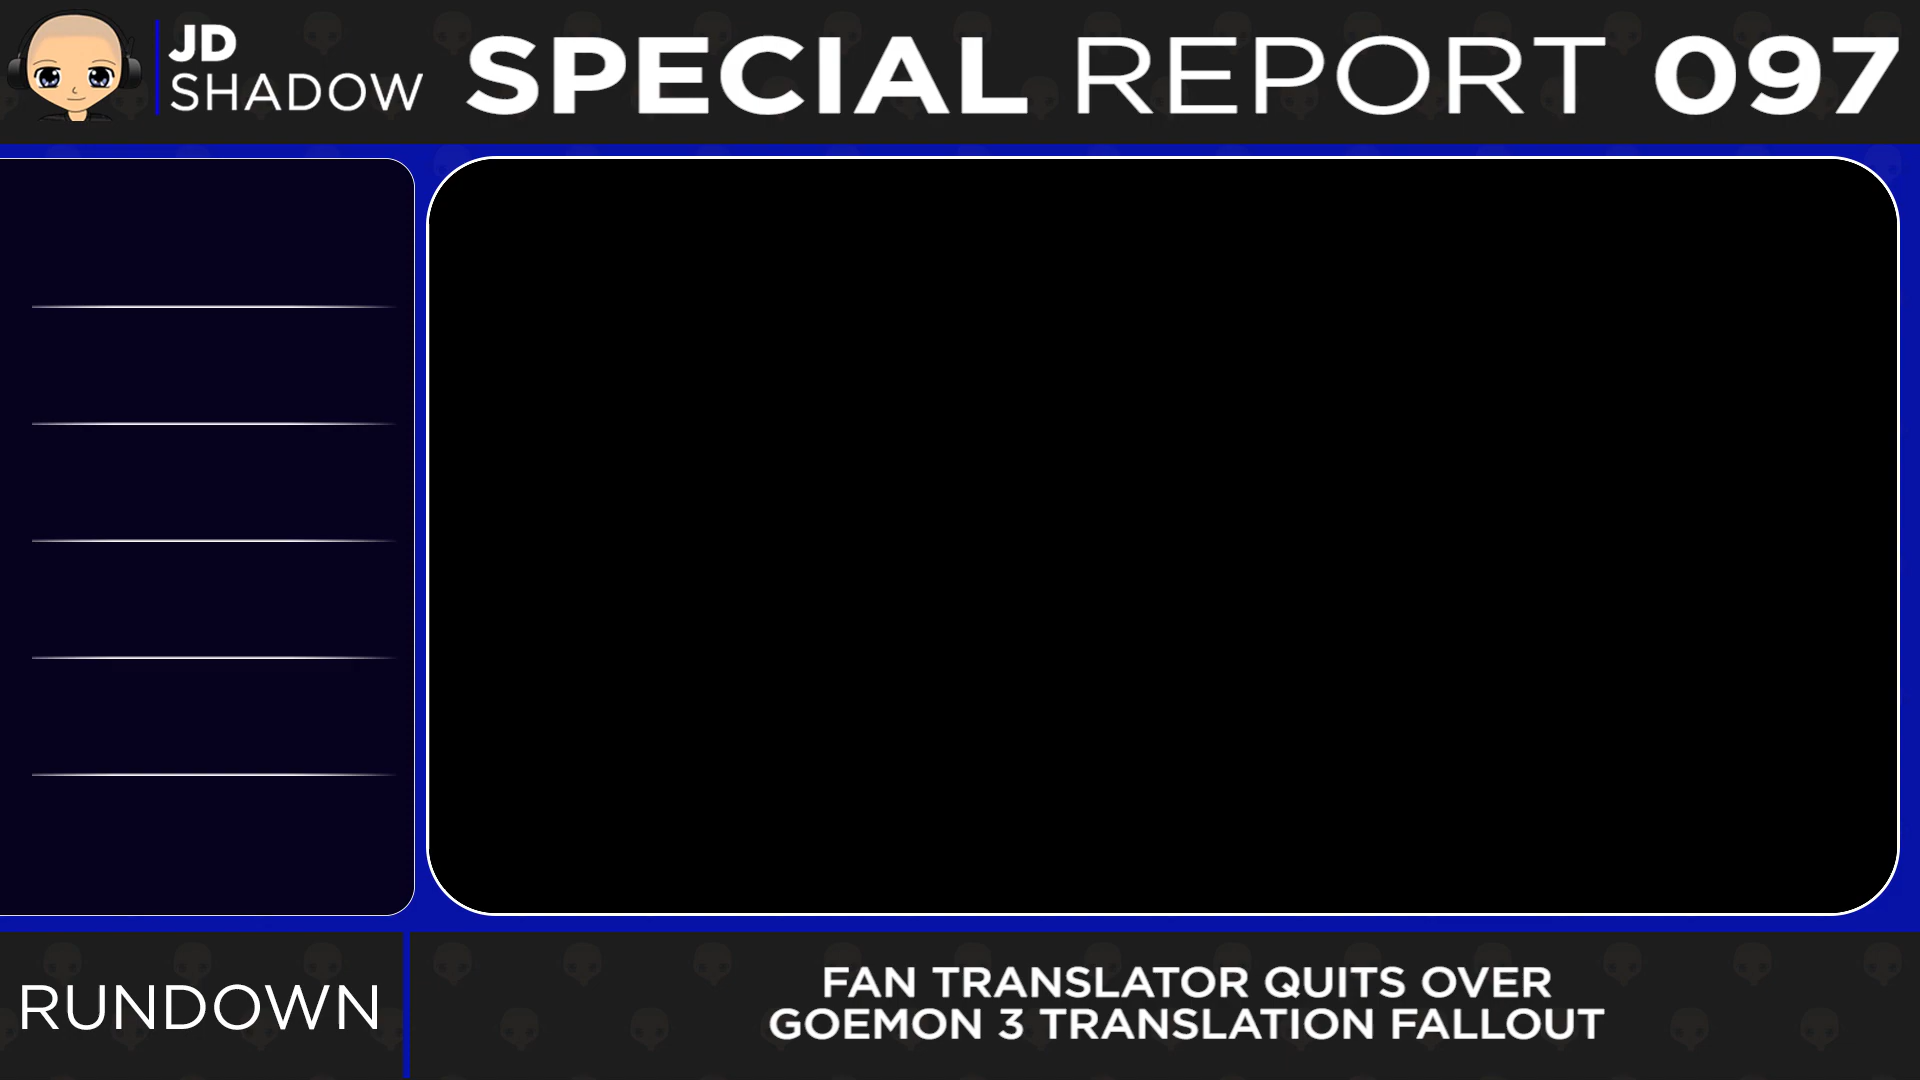 JD
SHADOW
SPECIAL REPORT 097
RUNDOWN
FAN TRANSLATOR QUITS OVER
GOEMON 3 TRANSLATION FALLOUT